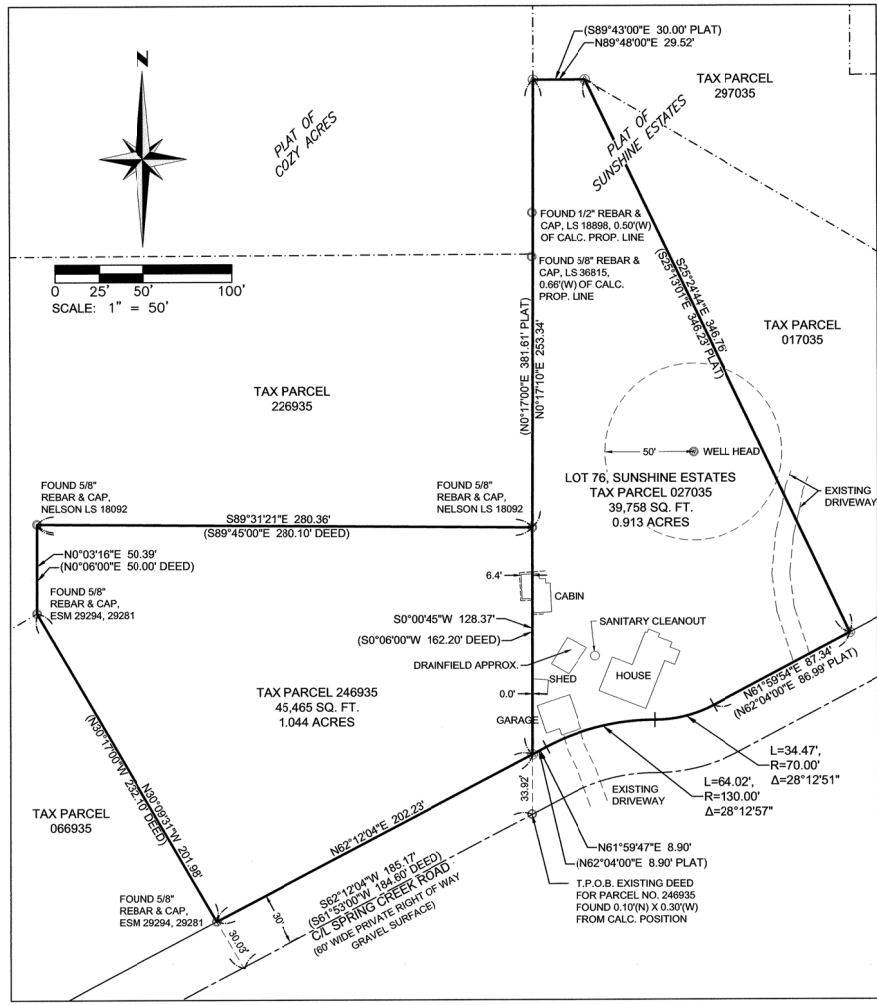 (S89°43'00"E 30.00' PLAT)
N89°48'00"E 29.52'
N
TAX PARCEL
297035
PLAT OF
COZY ACRES
PLAT OF
SUNSHINE ESTATES
FOUND 1/2" REBAR &
CAP, LS 18898, 0.50'(W)
OF CALC. PROP. LINE
FOUND 5/8" REBAR &
CAP, LS 36815,
0.66'(W) OF CALC.
PROP. LINE
0 25' 50' 100'
SCALE: 1" = 50'
S25°24'44"E 346.76'
(S25°13'01"E 346.23' PLAT)
(N0°17'00"E 381.61' PLAT)
N0°17'10"E 253.34'
TAX PARCEL
017035
TAX PARCEL
226935
50'
W
WELL HEAD
LOT 76, SUNSHINE ESTATES
TAX PARCEL 027035
39,758 SQ. FT.
0.913 ACRES
EXISTING
DRIVEWAY
FOUND 5/8"
REBAR & CAP,
NELSON LS 18092
FOUND 5/8"
REBAR & CAP,
NELSON LS 18092
S89°31'21"E 280.36'
(S89°45'00"E 280.10' DEED)
N0°03'16"E 50.39'
(N0°06'00"E 50.00' DEED)
FOUND 5/8"
REBAR & CAP,
ESM 29294, 29281
6.4'
CABIN
S0°00'45"W 128.37'
(S0°06'00"W 162.20' DEED)
SANITARY CLEANOUT
DRAINFIELD APPROX.
SHED
HOUSE
0.0'
GARAGE
TAX PARCEL 246935
45,465 SQ. FT.
1.044 ACRES
N61°59'54"E 87.34'
(N62°04'00"E 86.99' PLAT)
L=34.47',
R=70.00'
Δ=28°12'51"
L=64.02',
R=130.00'
Δ=28°12'57"
EXISTING
DRIVEWAY
33.92'
N61°59'47"E 8.90'
(N62°04'00"E 8.90' PLAT)
T.P.O.B. EXISTING DEED
FOR PARCEL NO. 246935
FOUND 0.10'(N) X 0.30'(W)
FROM CALC. POSITION
N30°09'31"W 201.98'
(N30°17'00"W 232.10' DEED)
TAX PARCEL
066935
N62°12'04"E 202.23'
S62°12'04"W 185.17'
(S61°53'00"W 184.60' DEED)
C/L SPRING CREEK ROAD
(60' WIDE PRIVATE RIGHT OF WAY
GRAVEL SURFACE)
FOUND 5/8"
REBAR & CAP,
ESM 29294, 29281
30'
30.03'